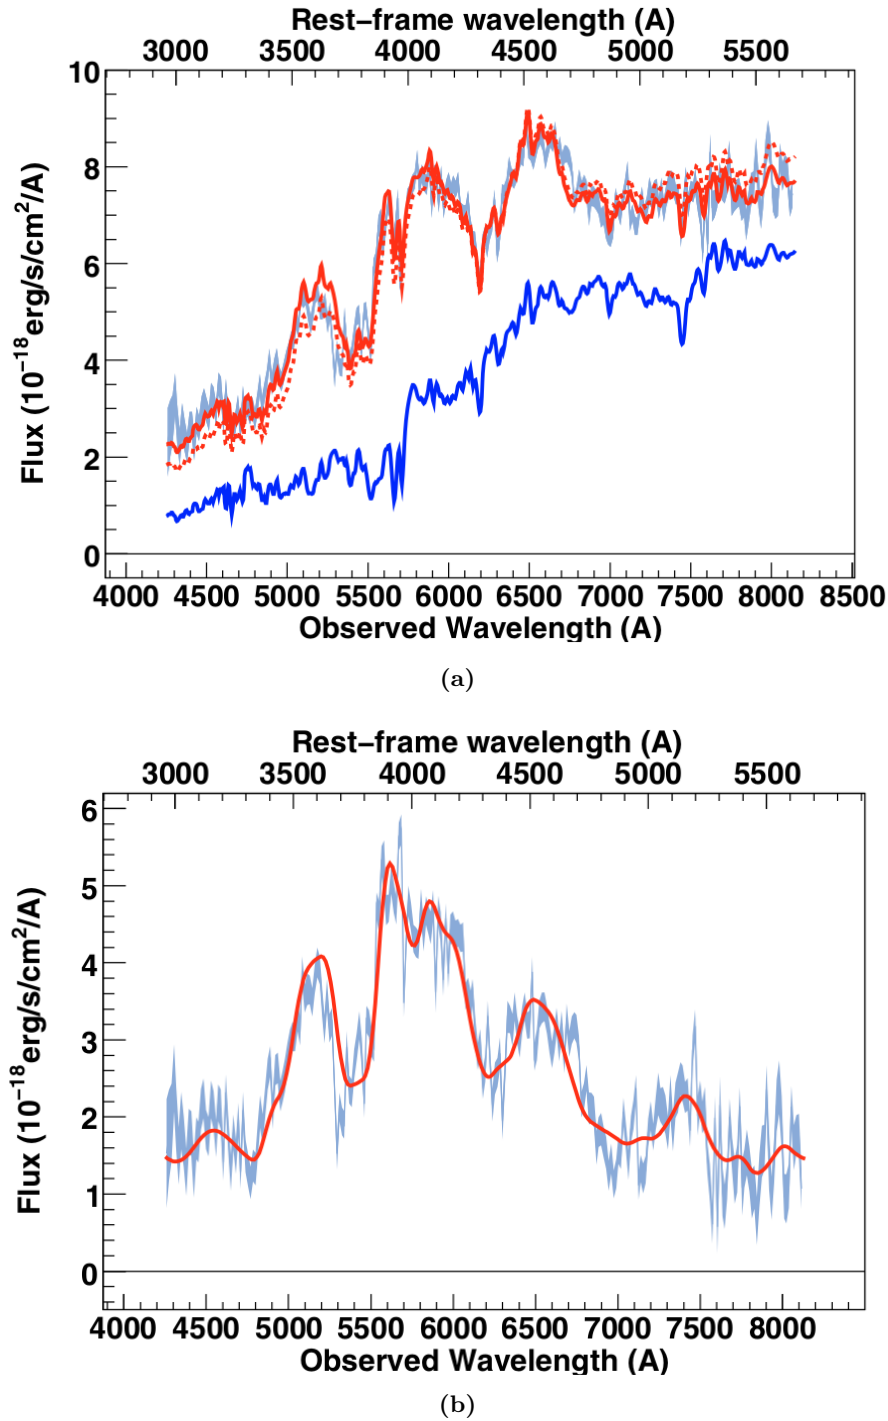 Rest−frame wavelength (A)
3000 3500 4000 4500 5000 5500
10
8
6
4
2
0
Flux (10−18erg/s/cm2/A)
4000 4500 5000 5500 6000 6500 7000 7500 8000 8500
Observed Wavelength (A)
(a)
Rest−frame wavelength (A)
3000 3500 4000 4500 5000 5500
6
5
4
3
2
1
0
Flux (10−18erg/s/cm2/A)
4000 4500 5000 5500 6000 6500 7000 7500 8000
Observed Wavelength (A)
(b)